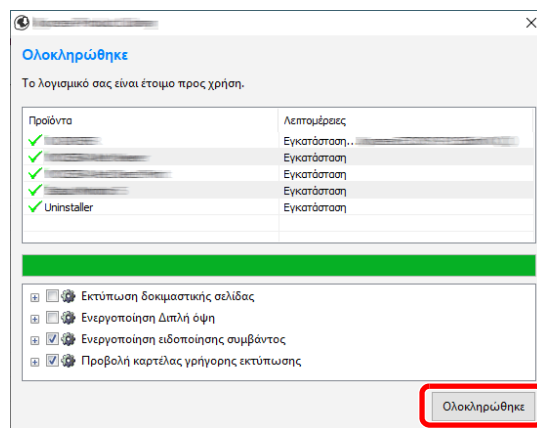 Ολοκληρώθηκε
Το λογισμικό σας είναι έτοιμο προς χρήση.
Προϊόντα Λεπτομέρειες
Εγκατάσταση..
Εγκατάσταση
Εγκατάσταση
Εγκατάσταση
Uninstaller Εγκατάσταση
Εκτύπωση δοκιμαστικής σελίδας
Ενεργοποίηση Διπλή όψη
Ενεργοποίηση ειδοποίησης συμβάντος
Προβολή καρτέλας γρήγορης εκτύπωσης
Ολοκληρώθηκε